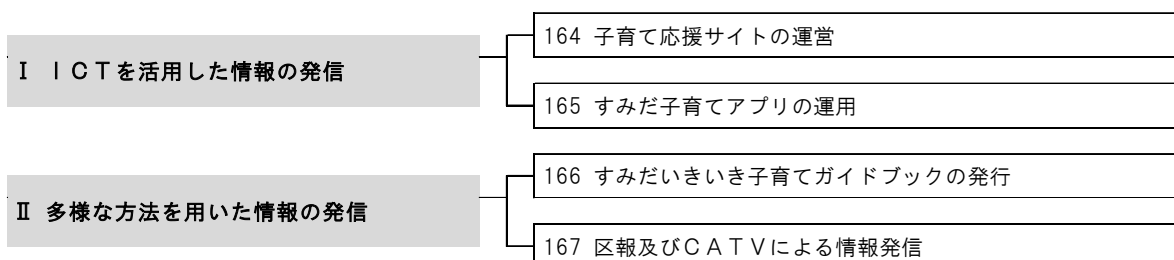 164 子育て応援サイトの運営
Ⅰ ＩＣＴを活用した情報の発信
165 すみだ子育てアプリの運用
166 すみだいきいき子育てガイドブックの発行
Ⅱ 多様な方法を用いた情報の発信
167 区報及びＣＡＴＶによる情報発信